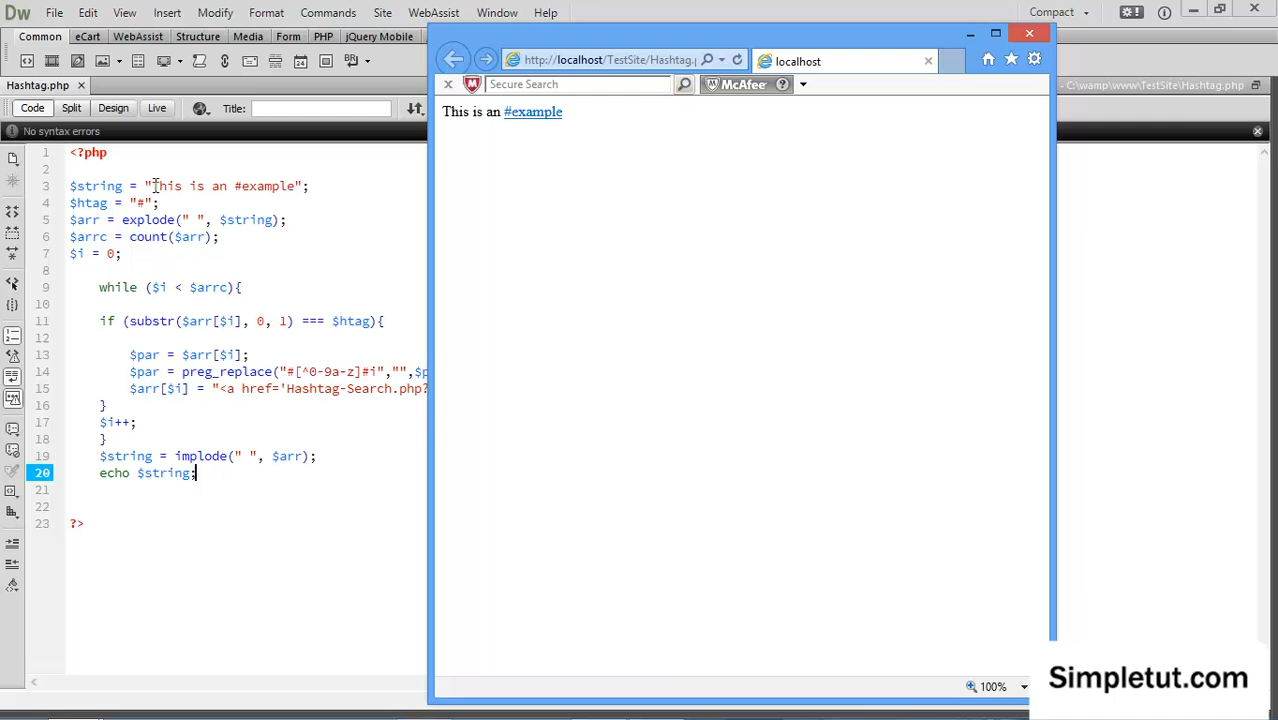 Dw File Edit View Insert Modify Format Commands Site WebAssist Window Help Compact
Common eCart WebAssist Structure Media Form PHP jQuery Mobile
http://localhost/TestSite/Hashtag.p localhost
Hashtag.php - C:\wamp\www\TestSite\Hashtag.php
Secure Search McAfee
Code Split Design Live Title:
This is an #example
No syntax errors
1 <?php
2
3 $string = "This is an #example";
4 $htag = "#";
5 $arr = explode(" ", $string);
6 $arrc = count($arr);
7 $i = 0;
8
9 while ($i < $arrc){
10
11 if (substr($arr[$i], 0, 1) === $htag){
12
13 $par = $arr[$i];
14 $par = preg_replace("#[^0-9a-z]#i","",$p
15 $arr[$i] = "<a href='Hashtag-Search.php?
16 }
17 $i++;
18 }
19 $string = implode(" ", $arr);
20 echo $string;
21
22
23 ?>
100%
Simpletut.com